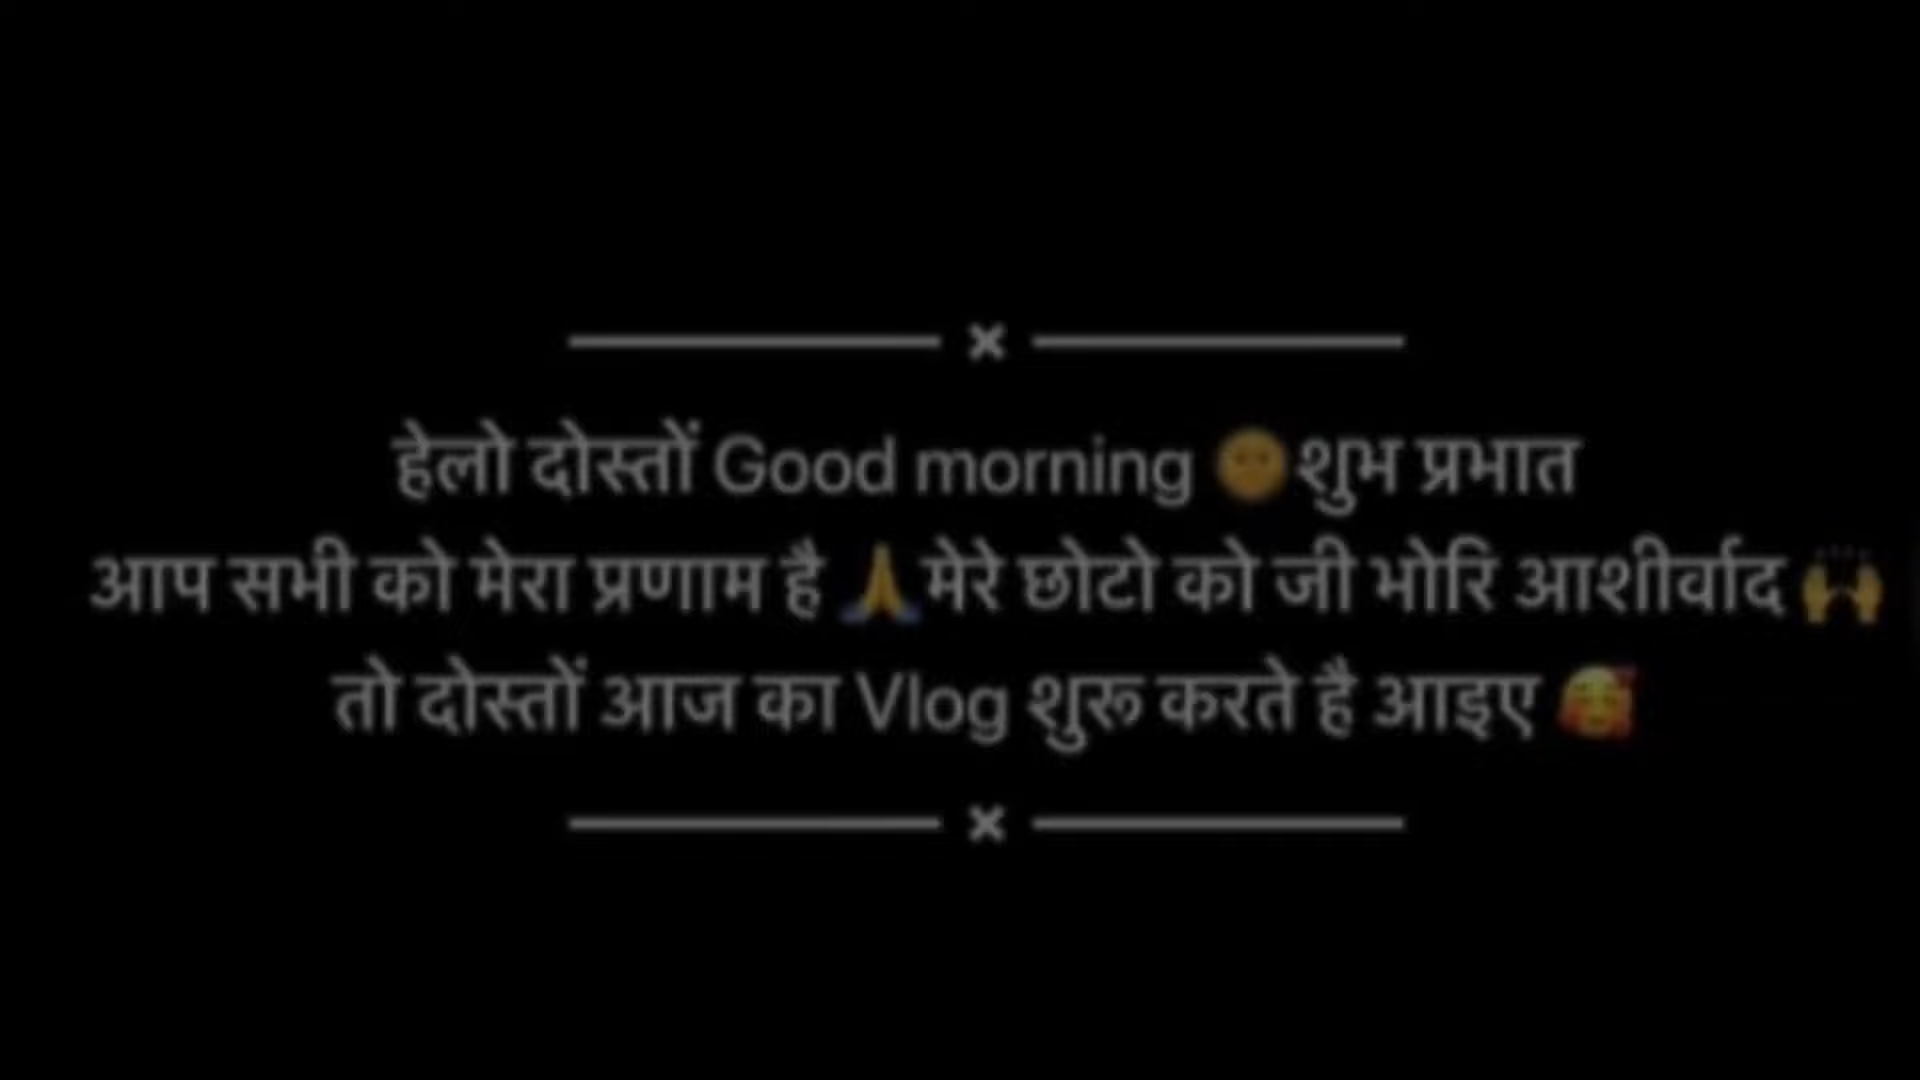 हेलो दोस्तों Good morning 🌞शुभ प्रभात
आप सभी को मेरा प्रणाम है 🙏मेरे छोटो को जी भोरि आशीर्वाद 🙌
तो दोस्तों आज का Vlog शुरू करते है आइए 🥰